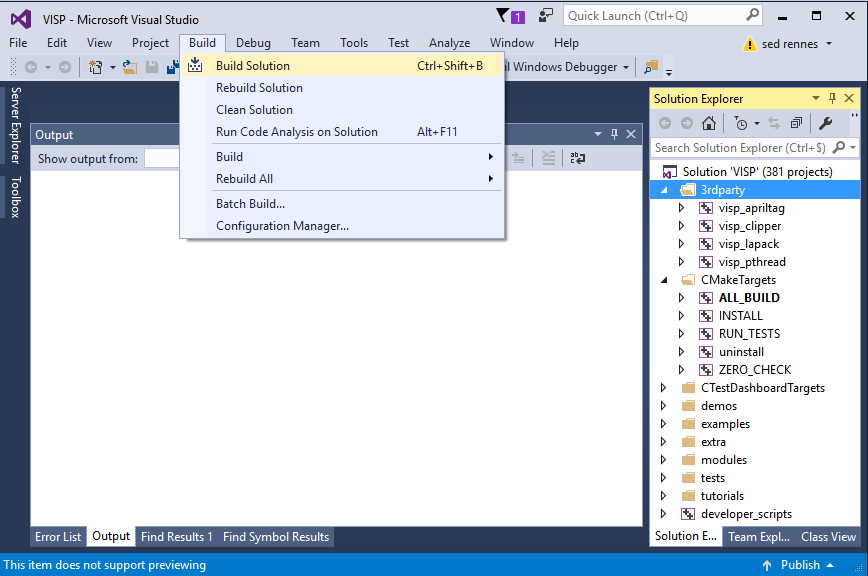 VISP - Microsoft Visual Studio
1
Quick Launch (Ctrl+Q)
File Edit View Project Build Debug Team Tools Test Analyze Window Help
sed rennes
Windows Debugger
Build Solution Ctrl+Shift+B
Rebuild Solution
Clean Solution
Run Code Analysis on Solution Alt+F11
Build
Rebuild All
Batch Build...
Configuration Manager...
Server Explorer
Toolbox
Output
Show output from:
Solution Explorer
Search Solution Explorer (Ctrl+$)
Solution 'VISP' (381 projects)
3rdparty
visp_apriltag
visp_clipper
visp_lapack
visp_pthread
CMakeTargets
ALL_BUILD
INSTALL
RUN_TESTS
uninstall
ZERO_CHECK
CTestDashboardTargets
demos
examples
extra
modules
tests
tutorials
developer_scripts
Error List Output Find Results 1 Find Symbol Results
Solution E... Team Expl... Class View
This item does not support previewing
Publish